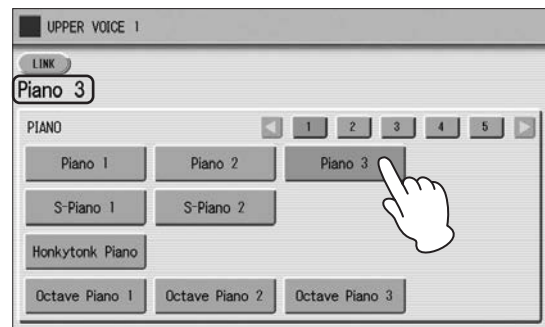 UPPER VOICE 1
LINK
Piano 3
PIANO 1 2 3 4 5
Piano 1 Piano 2 Piano 3
S-Piano 1 S-Piano 2
Honkytonk Piano
Octave Piano 1 Octave Piano 2 Octave Piano 3